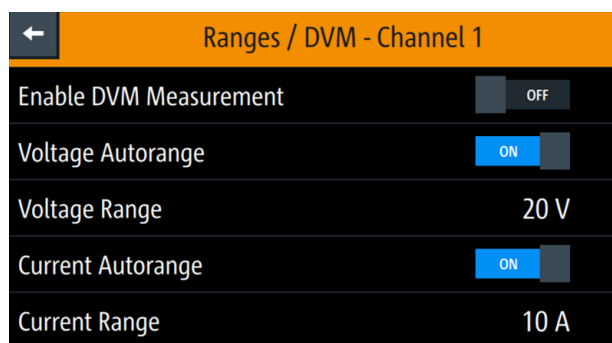 Ranges / DVM - Channel 1
Enable DVM Measurement OFF
Voltage Autorange ON
Voltage Range 20 V
Current Autorange ON
Current Range 10 A